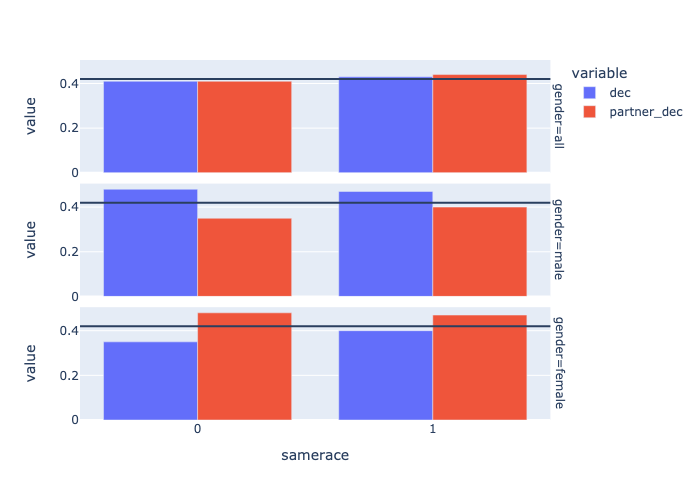 variable
dec
partner_dec
value
0.4
0.2
0
gender=all
value
0.4
0.2
0
gender=male
value
0.4
0.2
0
gender=female
0
1
samerace